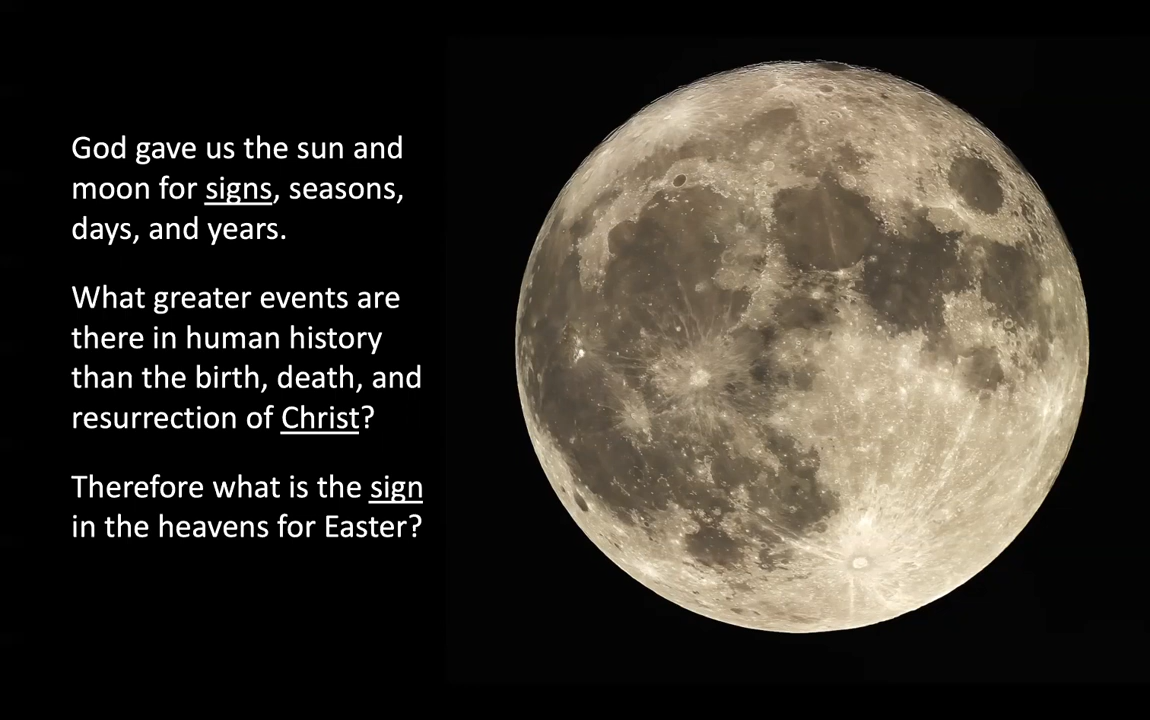 God gave us the sun and
moon for signs, seasons,
days, and years.
What greater events are
there in human history
than the birth, death, and
resurrection of Christ?
Therefore what is the sign
in the heavens for Easter?